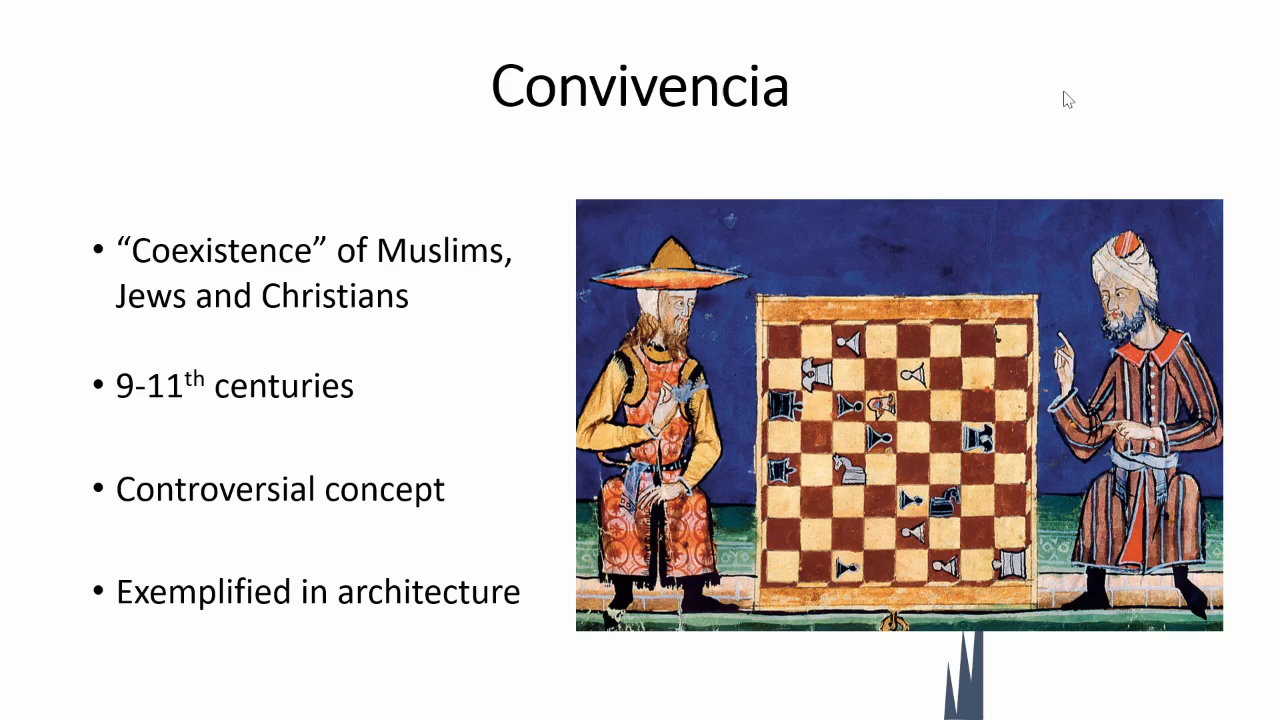 Convivencia
• “Coexistence” of Muslims,
Jews and Christians
• 9-11th centuries
• Controversial concept
• Exemplified in architecture